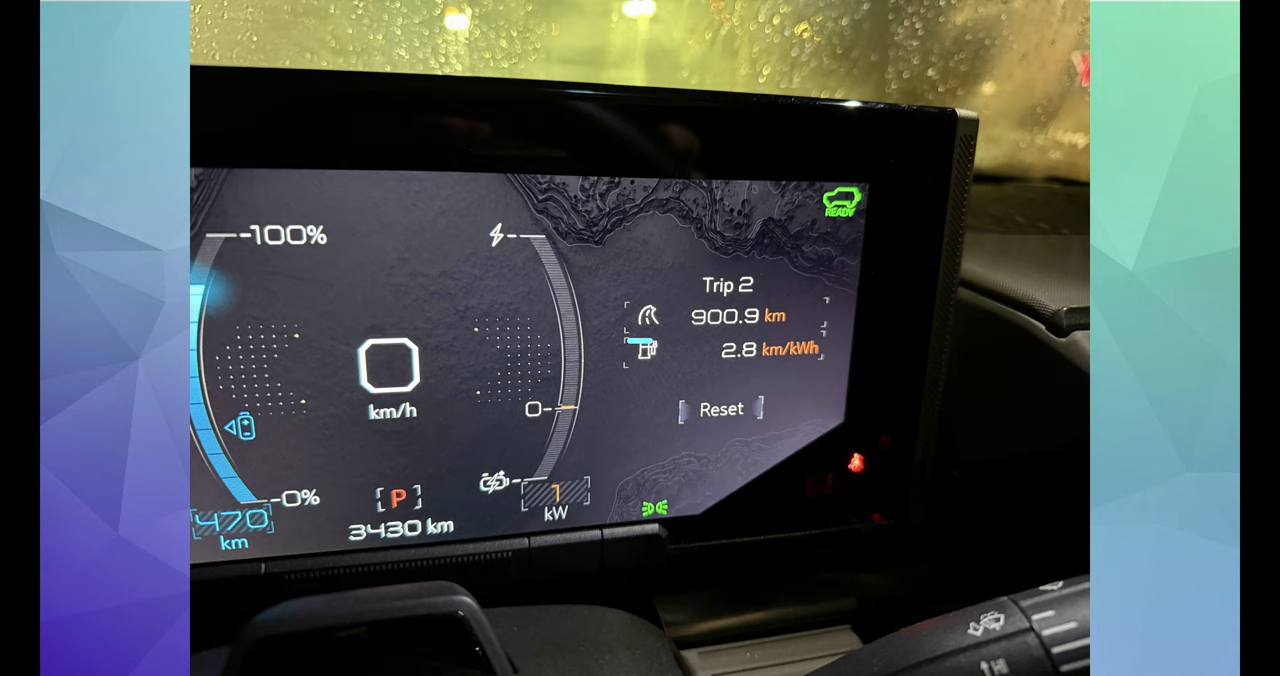 READY
-100%
Trip 2
900.9 km
2.8 km/kWh
0
km/h
0-
Reset
-0%
P
1
kW
470
km
3430 km
HI